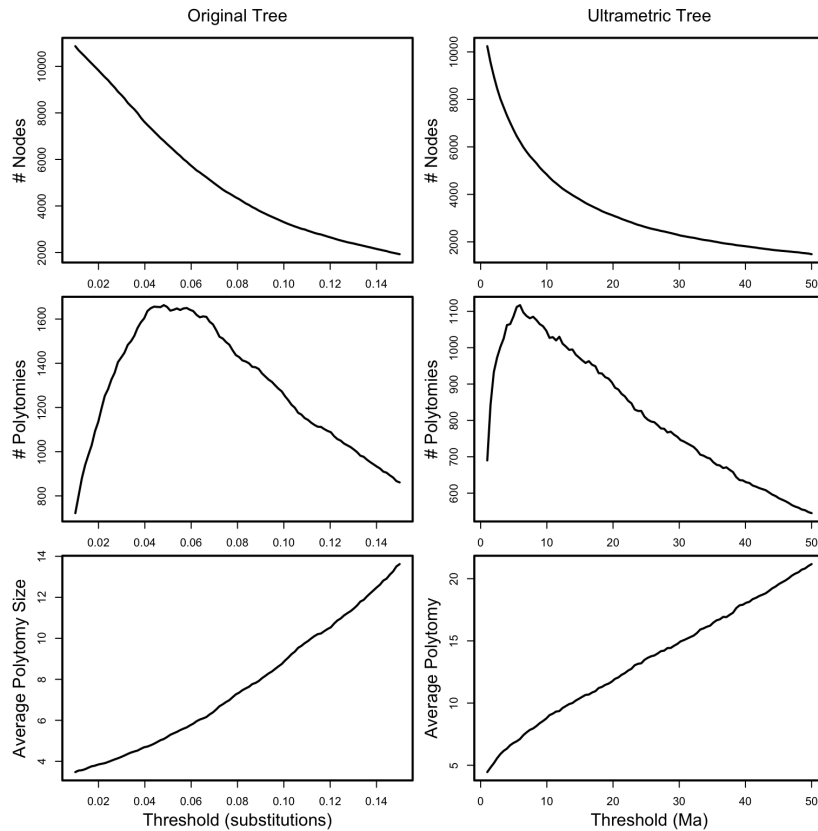 Original Tree
Ultrametric Tree
# Nodes
10000
8000
6000
4000
2000
0.02 0.04 0.06 0.08 0.10 0.12 0.14
# Nodes
10000
8000
6000
4000
2000
0 10 20 30 40 50
# Polytomies
1600
1400
1200
1000
800
0.02 0.04 0.06 0.08 0.10 0.12 0.14
# Polytomies
1100
1000
900
800
700
600
0 10 20 30 40 50
Average Polytomy Size
14
12
10
8
6
4
0.02 0.04 0.06 0.08 0.10 0.12 0.14
Threshold (substitutions)
Average Polytomy
20
15
10
5
0 10 20 30 40 50
Threshold (Ma)